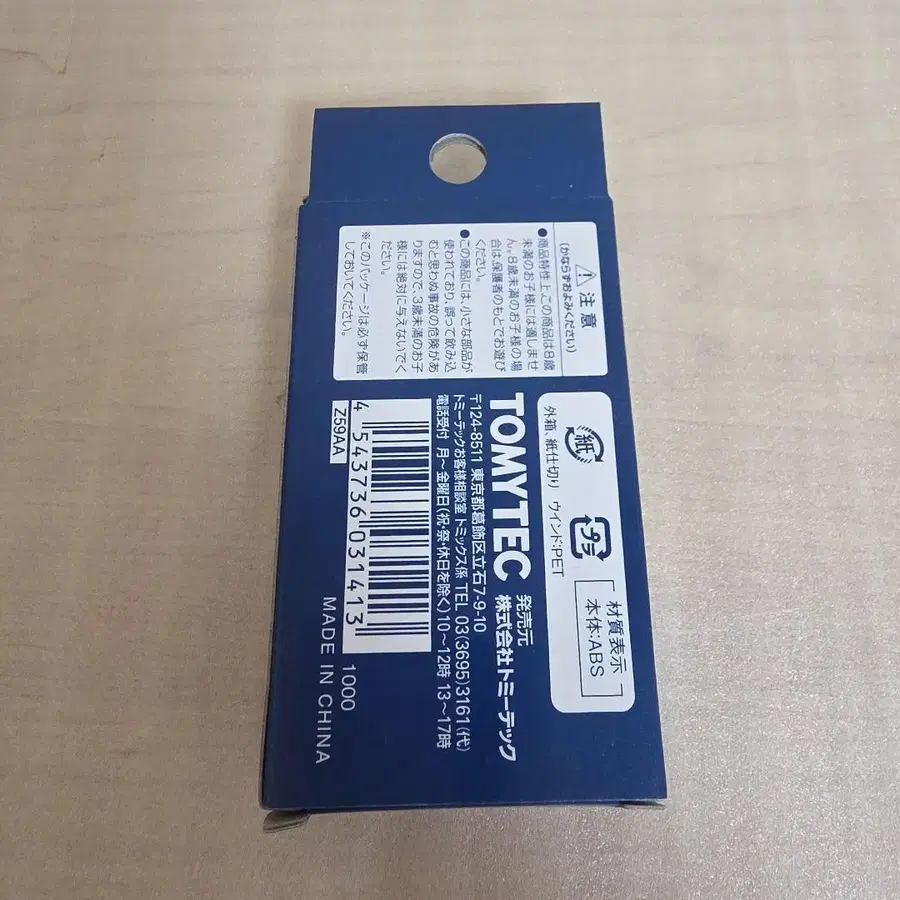 注意
(かならずおよみください)
●商品特性上この商品は8歳
未満のお子様には適しませ
ん。8歳未満のお子様の場
合は、保護者のもとでお遊び
ください。
●この商品には、小さな部品が
使われており、誤って飲み込
むと思わぬ事故の危険があ
りますので、3歳未満のお子
様には絶対に与えないでく
ださい。
※このパッケージは必ず保管
しておいてください。
紙
プラ
外箱、紙仕切り ウインド:PET
材質表示
本体:ABS
発売元
TOMYTEC 株式会社トミーテック
〒124-8511 東京都葛飾区立石7-9-10
トミーテックお客様相談室 トミックス係 TEL 03(3695)3161(代)
電話受付 月〜金曜日(祝・祭・休日を除く)10〜12時 13〜17時
4 543736 031413
Z59AA
1000
MADE IN CHINA